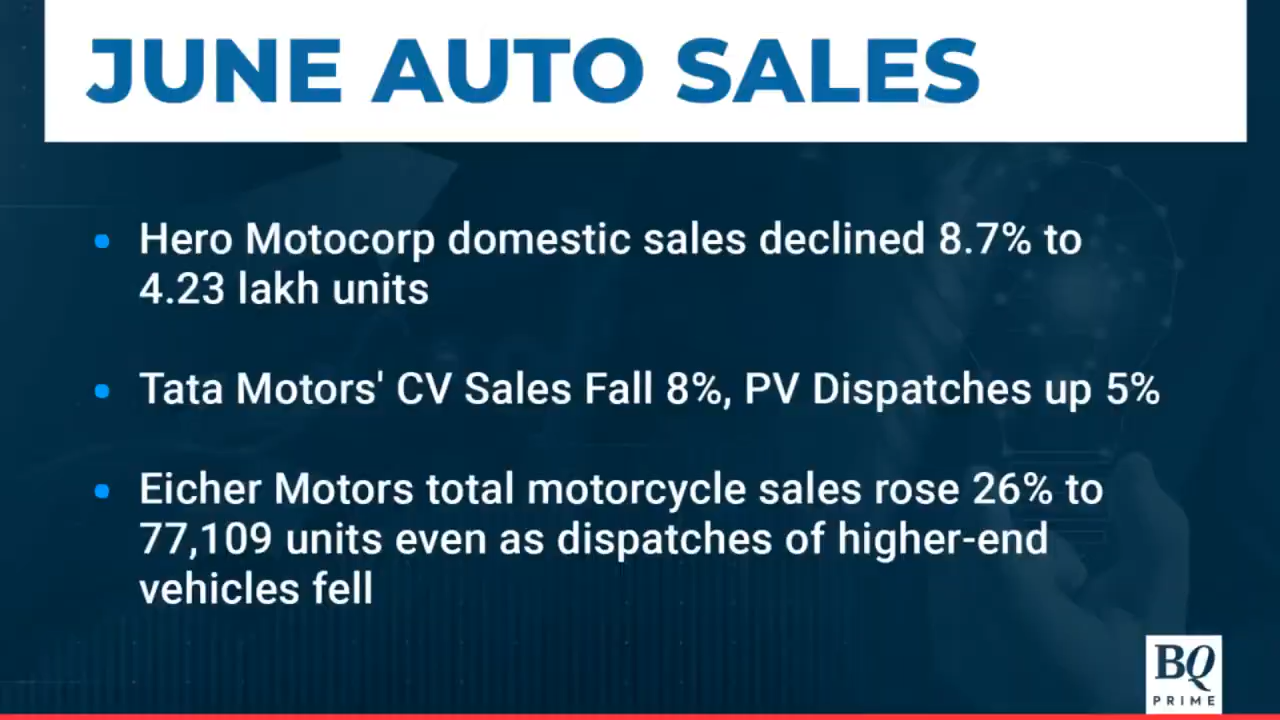 JUNE AUTO SALES
Hero Motocorp domestic sales declined 8.7% to
4.23 lakh units
Tata Motors' CV Sales Fall 8%, PV Dispatches up 5%
Eicher Motors total motorcycle sales rose 26% to
77,109 units even as dispatches of higher-end
vehicles fell
BQ
PRIME